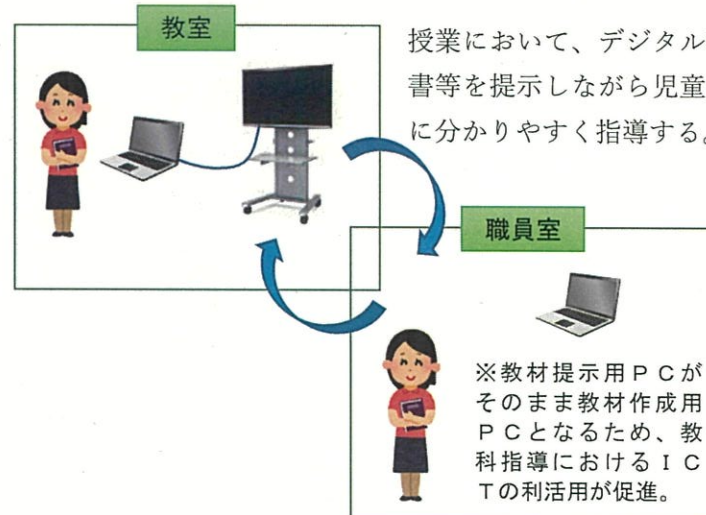 教室
授業において、デジタル
書等を提示しながら児童
に分かりやすく指導する。
職員室
※教材提示用ＰＣが
そのまま教材作成用
ＰＣとなるため、教
科指導におけるＩＣ
Ｔの利活用が促進。